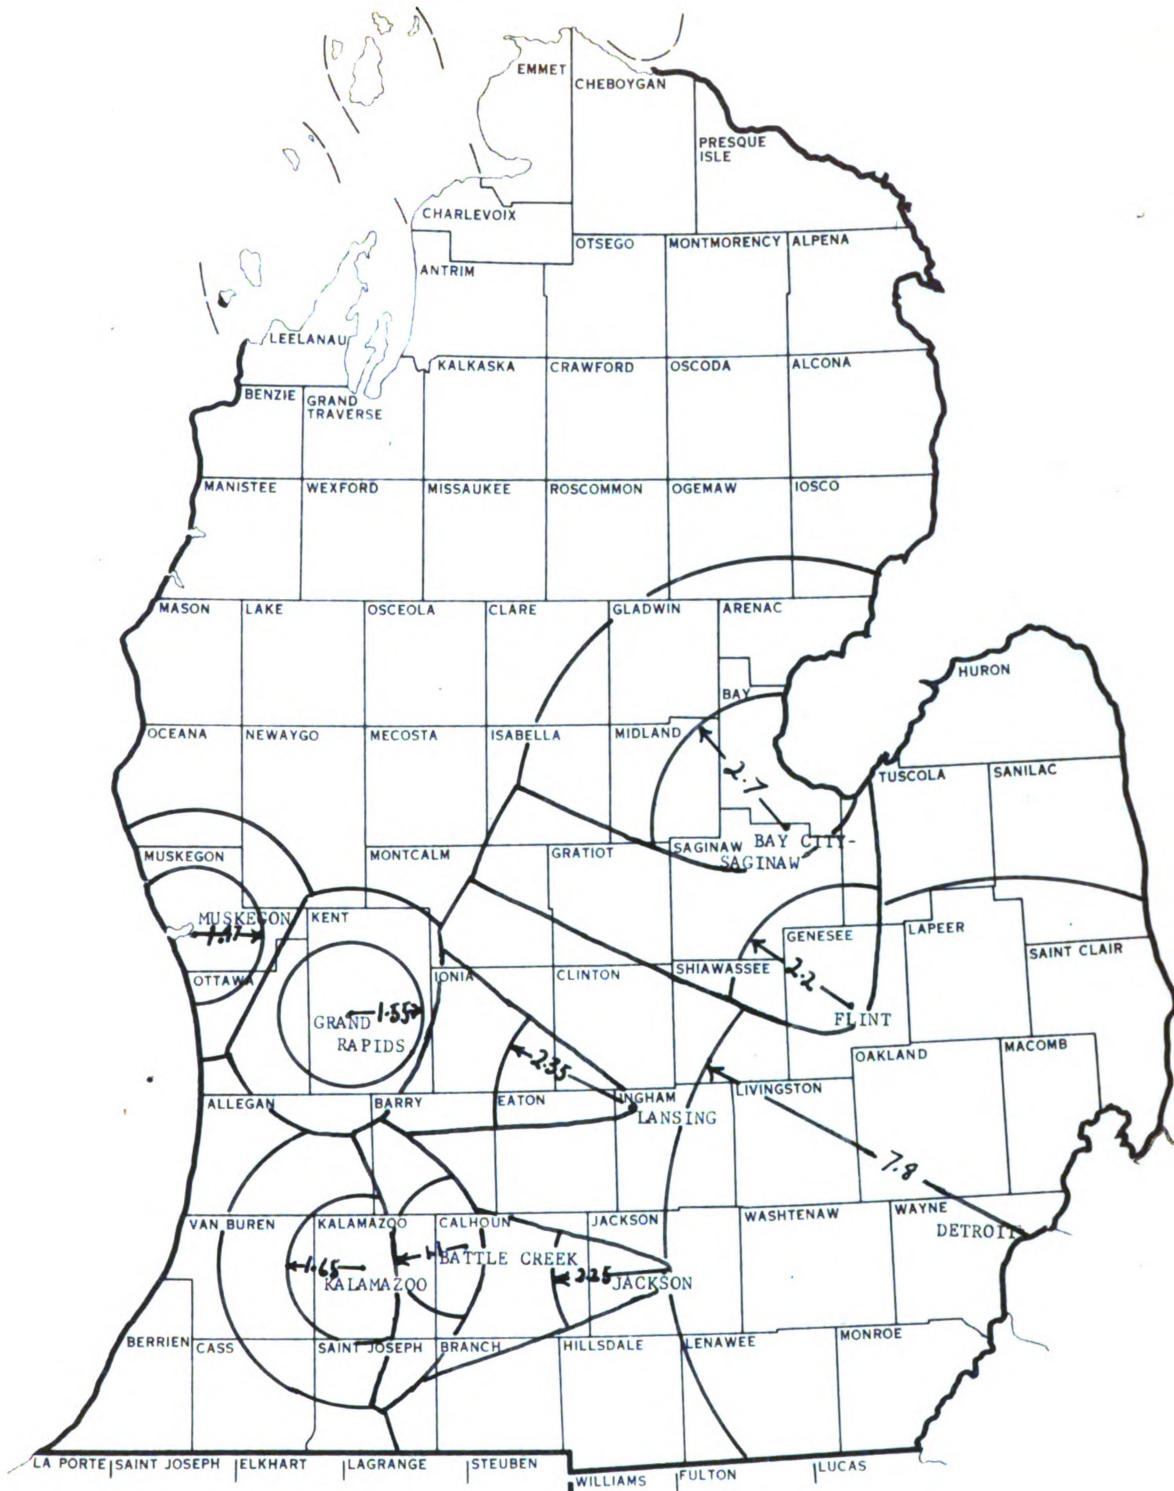 EMMET
CHEBOYGAN
PRESQUE
ISLE
CHARLEVOIX
OTSEGO
MONTMORENCY
ALPENA
ANTRIM
LEELANAU
KALKASKA
CRAWFORD
OSCODA
ALCONA
BENZIE
GRAND
TRAVERSE
MANISTEE
WEXFORD
MISSAUKEE
ROSCOMMON
OGEMAW
IOSCO
MASON
LAKE
OSCEOLA
CLARE
GLADWIN
ARENAC
HURON
BAY
OCEANA
NEWAYGO
MECOSTA
ISABELLA
MIDLAND
2.7
TUSCOLA
SANILAC
MUSKEGON
MONTCALM
GRATIOT
SAGINAW
BAY CITY-
SAGINAW
MUSKEGON
KENT
1.47
GENESEE
LAPEER
SAINT CLAIR
OTTAWA
IONIA
CLINTON
SHIAWASSEE
2.2
1.55
GRAND
RAPIDS
FLINT
OAKLAND
MACOMB
2.35
ALLEGAN
BARRY
EATON
INGHAM
LIVINGSTON
LANSING
7.8
VAN BUREN
KALAMAZOO
CALHOUN
JACKSON
WASHTENAW
WAYNE
DETROIT
1.1
BATTLE CREEK
1.65
KALAMAZOO
2.25
JACKSON
BERRIEN
CASS
SAINT JOSEPH
BRANCH
HILLSDALE
LENAWEE
MONROE
LA PORTE
SAINT JOSEPH
ELKHART
LAGRANGE
STEUBEN
WILLIAMS
FULTON
LUCAS